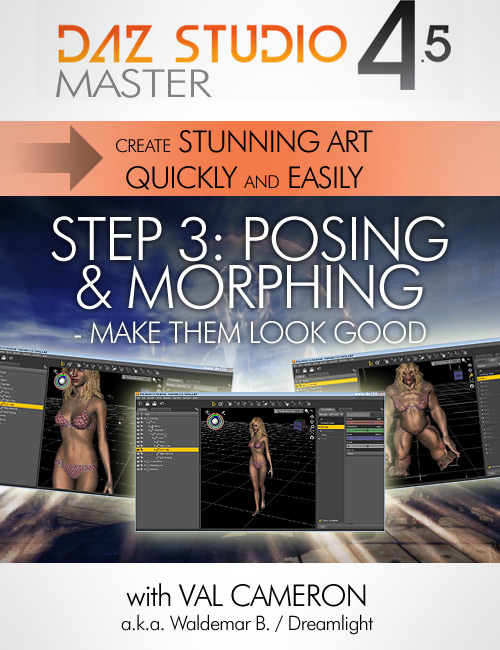 DAZ STUDIO 4.5
MASTER
CREATE STUNNING ART
QUICKLY AND EASILY
STEP 3: POSING
& MORPHING
- MAKE THEM LOOK GOOD
with VAL CAMERON
a.k.a. Waldemar B. / Dreamlight